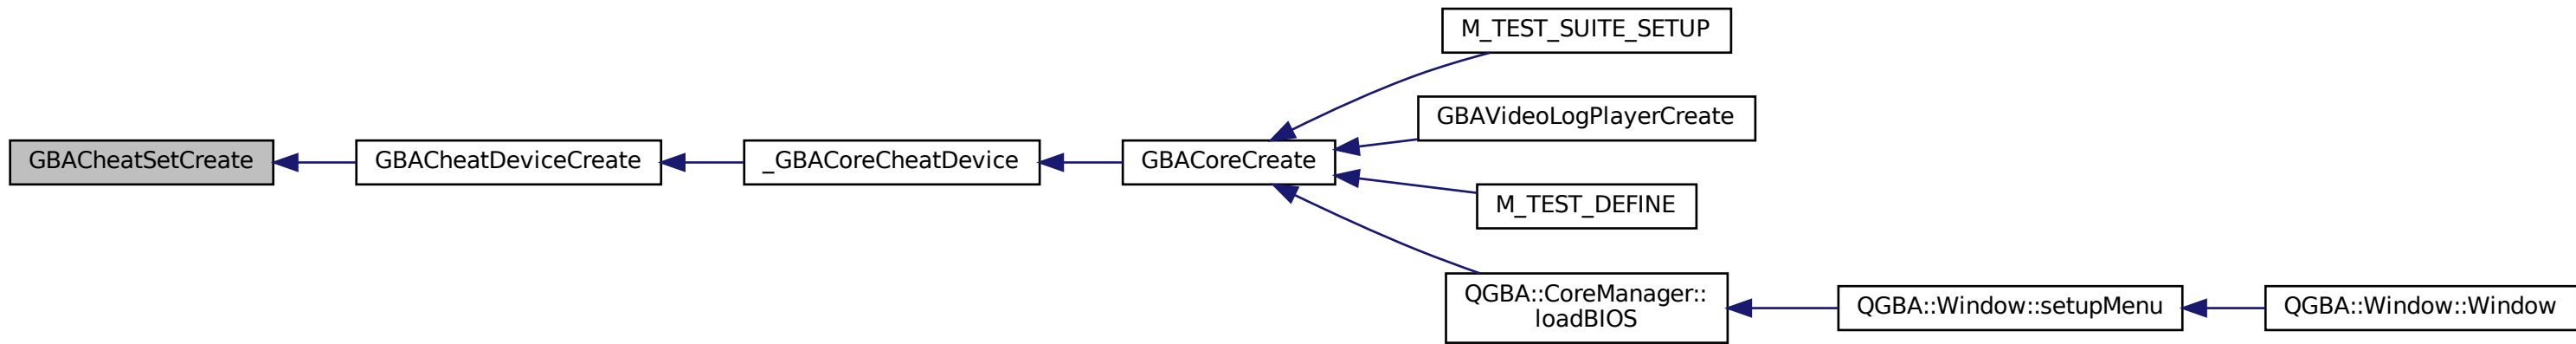 M_TEST_SUITE_SETUP
GBAVideoLogPlayerCreate
GBACheatSetCreate
GBACheatDeviceCreate
_GBACoreCheatDevice
GBACoreCreate
M_TEST_DEFINE
QGBA::CoreManager::
loadBIOS
QGBA::Window::setupMenu
QGBA::Window::Window